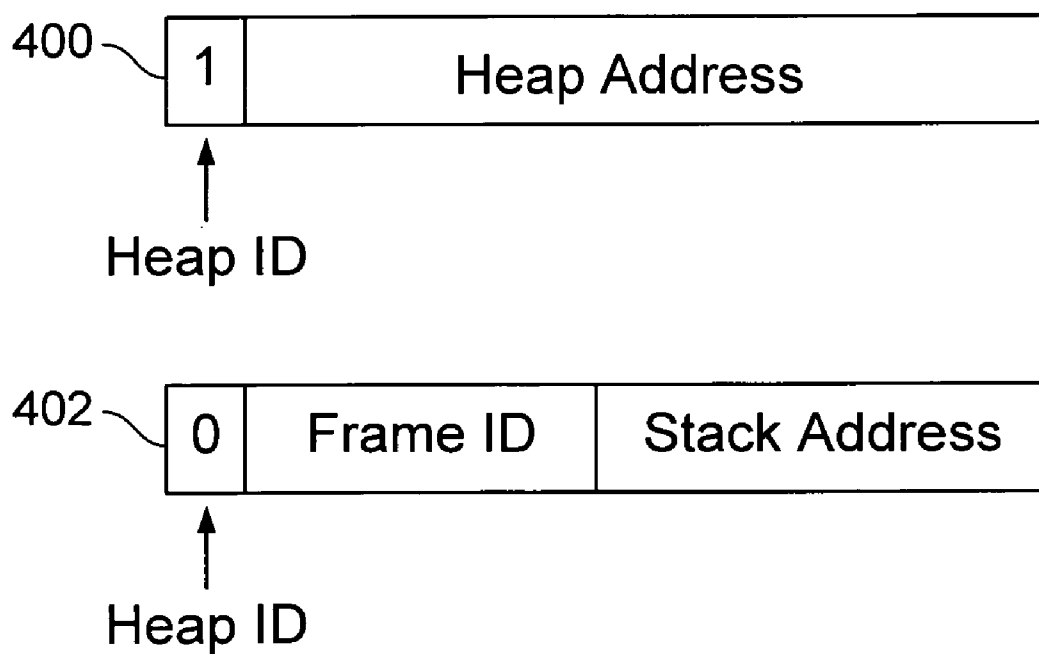 400
1 Heap Address
Heap ID
402
0 Frame ID Stack Address
Heap ID